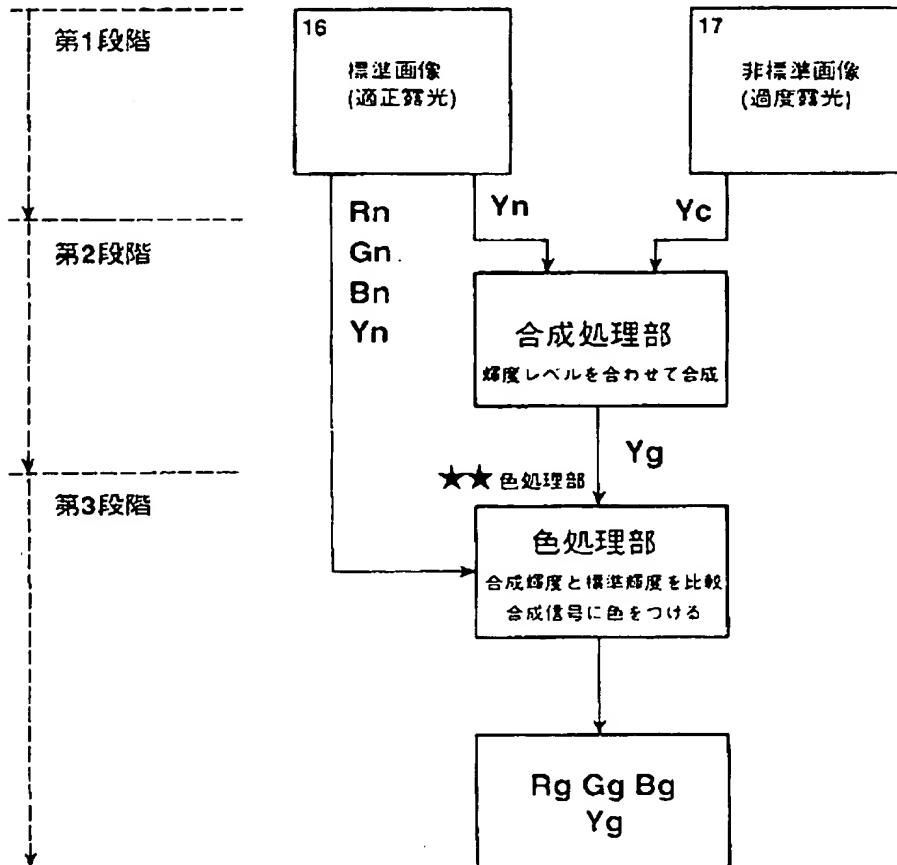 第1段階
16
標準画像
(適正露光)
17
非標準画像
(過度露光)
Rn
Gn
Bn
Yn
Yn
Yc
第2段階
合成処理部
輝度レベルを合わせて合成
Yg
★★ 色処理部
第3段階
色処理部
合成輝度と標準輝度を比較
合成信号に色をつける
Rg Gg Bg
Yg